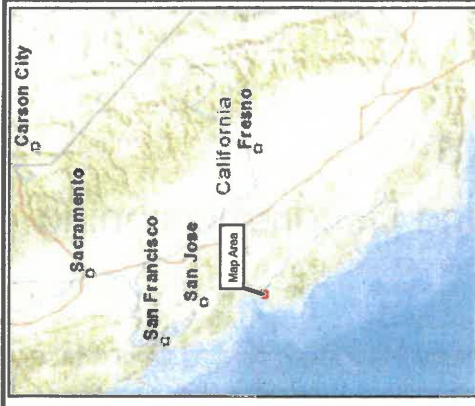 Carson City
Sacramento
San Francisco
San Jose
California
Fresno
Map Area